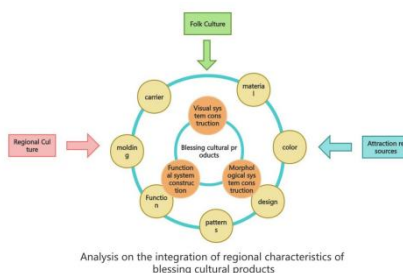 Folk Culture
carrier
materia
l
Visual sys
tem cons
truction
Regional Cul
ture
moldin
g
Blessing cultural pr
oducts
color
Attraction re
sources
Function
al system
construc
tion
Morphol
ogical sys
tem cons
truction
Functio
n
design
pattern
s
Analysis on the integration of regional characteristics of
blessing cultural products